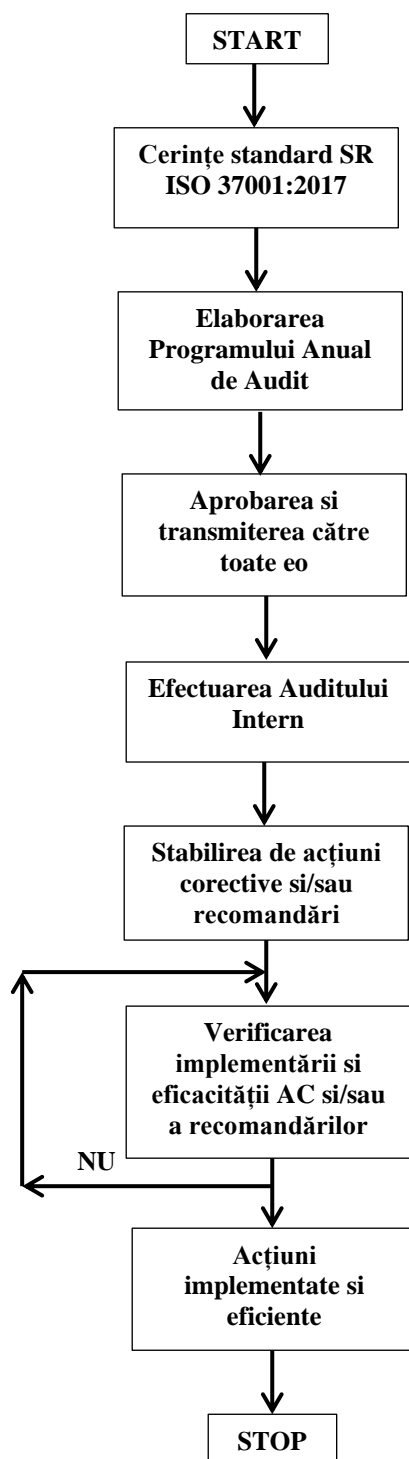 START
Cerințe standard SR
ISO 37001:2017
Elaborarea
Programului Anual
de Audit
Aprobarea si
transmiterea către
toate eo
Efectuarea Auditului
Intern
Stabilirea de acțiuni
corective si/sau
recomandări
Verificarea
implementării si
eficacității AC si/sau
a recomandărilor
NU
Acțiuni
implementate si
eficiente
STOP